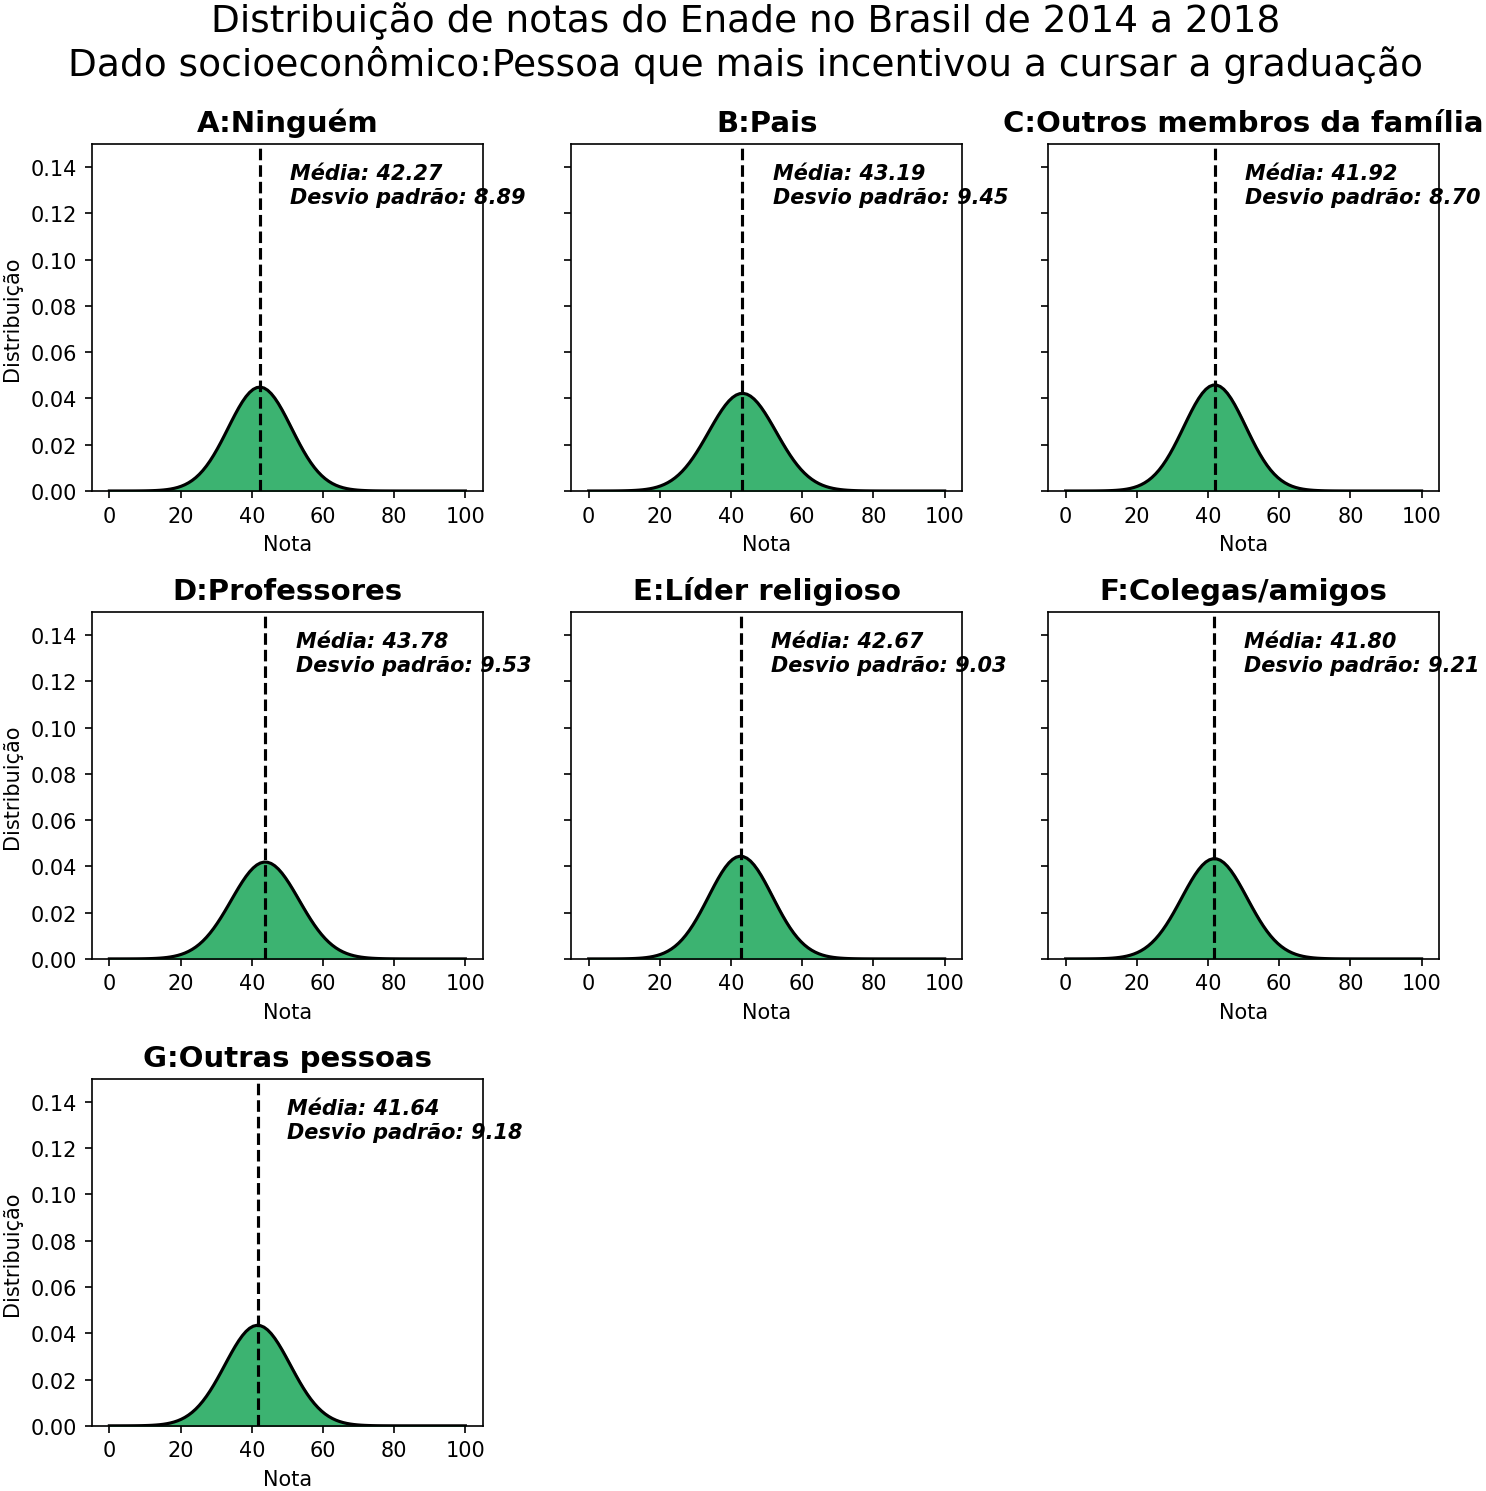 Distribuição de notas do Enade no Brasil de 2014 a 2018
Dado socioeconômico:Pessoa que mais incentivou a cursar a graduação
A:Ninguém
Média: 42.27
Desvio padrão: 8.89
Distribuição
0.14
0.12
0.10
0.08
0.06
0.04
0.02
0.00
0 20 40 60 80 100
Nota
B:Pais
Média: 43.19
Desvio padrão: 9.45
0 20 40 60 80 100
Nota
C:Outros membros da família
Média: 41.92
Desvio padrão: 8.70
0 20 40 60 80 100
Nota
D:Professores
Média: 43.78
Desvio padrão: 9.53
Distribuição
0.14
0.12
0.10
0.08
0.06
0.04
0.02
0.00
0 20 40 60 80 100
Nota
E:Líder religioso
Média: 42.67
Desvio padrão: 9.03
0 20 40 60 80 100
Nota
F:Colegas/amigos
Média: 41.80
Desvio padrão: 9.21
0 20 40 60 80 100
Nota
G:Outras pessoas
Média: 41.64
Desvio padrão: 9.18
Distribuição
0.14
0.12
0.10
0.08
0.06
0.04
0.02
0.00
0 20 40 60 80 100
Nota